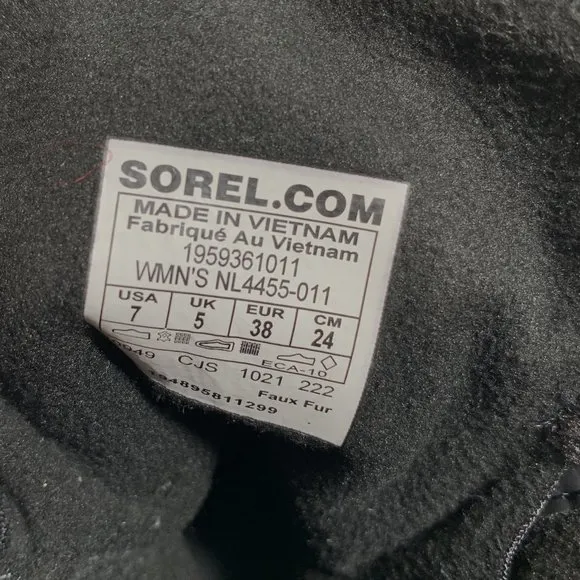 SOREL.COM
MADE IN VIETNAM
Fabriqué Au Vietnam
1959361011
WMN'S NL4455-011
USA UK EUR CM
7 5 38 24
ECA-10
CJS 1021 222
Faux Fur